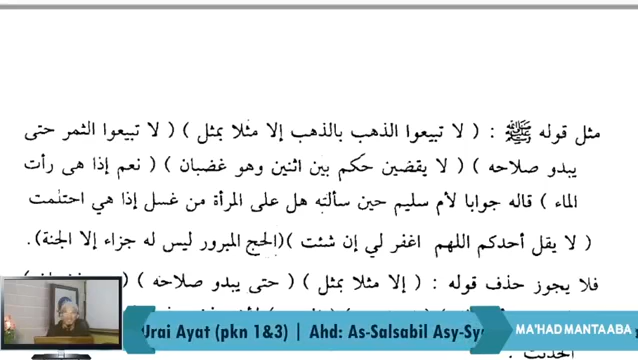 مثل قوله ﷺ : ( لا تبيعوا الذهب بالذهب إلا مثلا بمثل ) ( لا تبيعوا الثمر حتى
يبدو صلاحه ) ( لا يقضين حكم بين اثنين وهو غضبان ) ( نعم إذا هى رأت
الماء ) قاله جوابا لأم سليم حين سألته هل على المرأة من غسل إذا هي احتلمت
( لا يقل أحدكم اللهم اغفر لي إن شئت )(الحج المبرور ليس له جزاء إلا الجنة).
فلا يجوز حذف قوله : ( إلا مثلا بمثل ) ( حتى يبدو صلاحه )
Urai Ayat (pkn 1&3) | Ahd: As-Salsabil Asy-Sy
MA'HAD MANTAABA
الحديث .